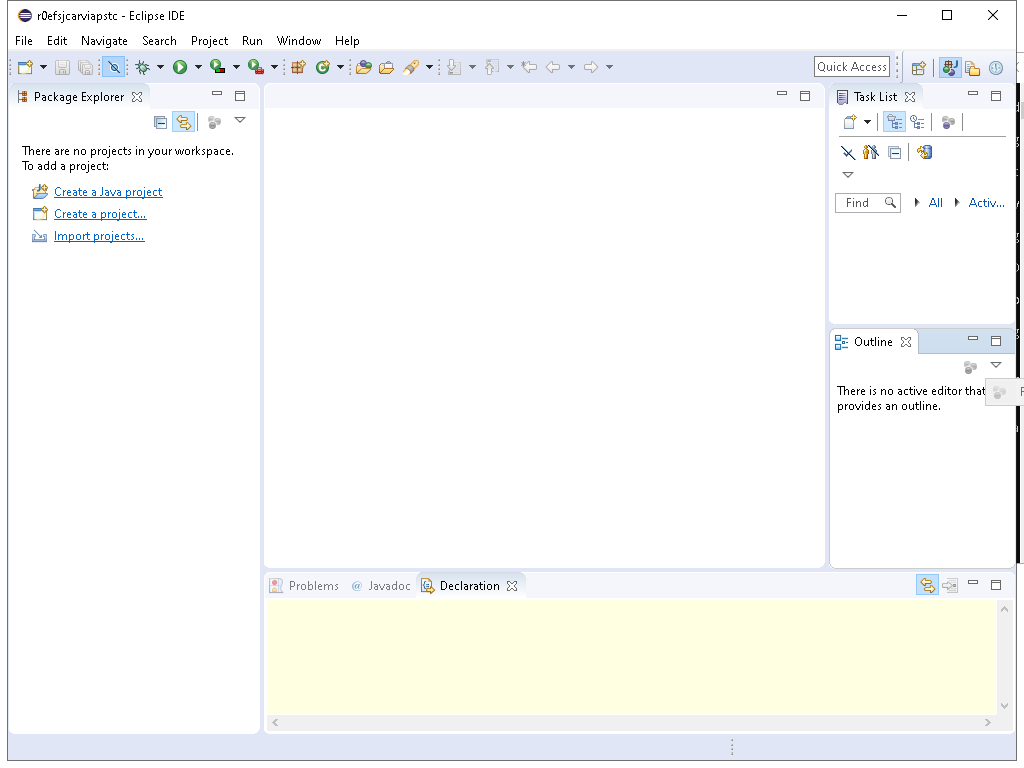 r0efsjcarviapstc - Eclipse IDE
File Edit Navigate Search Project Run Window Help
Quick Access
Package Explorer
Task List
There are no projects in your workspace.
To add a project:
Create a Java project
Create a project...
Import projects...
Find All Activ...
Outline
There is no active editor that
provides an outline.
Problems @ Javadoc Declaration